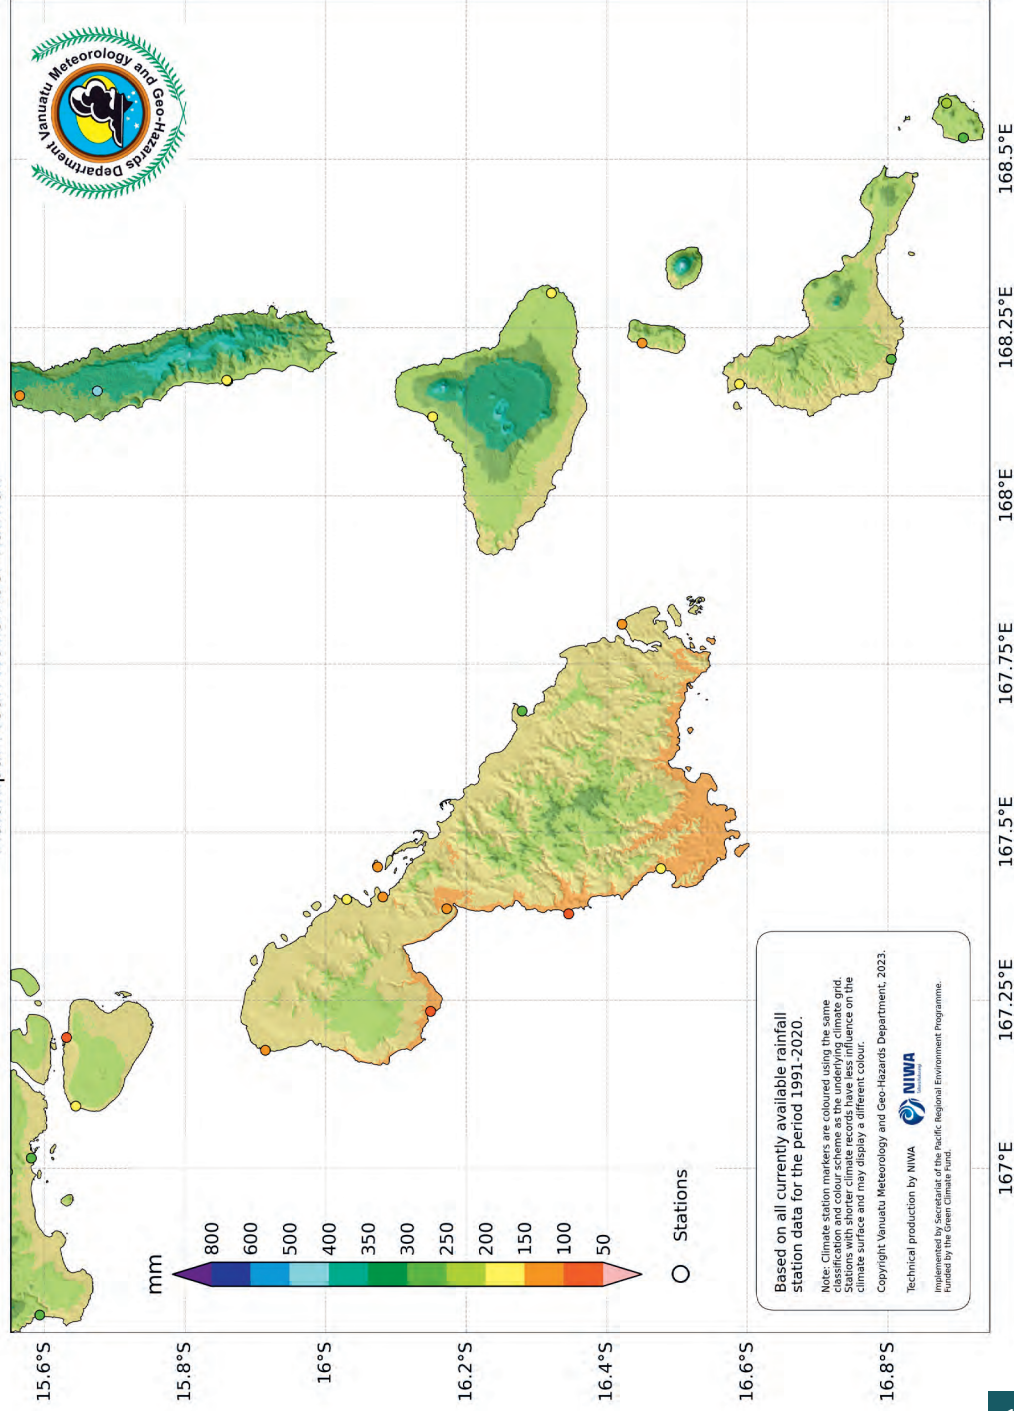 Vanuatu Meteorology and Geo-Hazards Department
15.6°S
15.8°S
16°S
16.2°S
16.4°S
16.6°S
16.8°S
mm
800
600
500
400
350
300
250
200
150
100
50
Stations
Based on all currently available rainfall
station data for the period 1991-2020.
Note: Climate station markers are coloured using the same
classification and colour scheme as the underlying climate grid.
Stations with shorter climate records have less influence on the
climate surface and may display a different colour.
Copyright Vanuatu Meteorology and Geo-Hazards Department, 2023.
Technical production by NIWA
NIWA
Implemented by Secretariat of the Pacific Regional Environment Programme.
Funded by the Green Climate Fund.
167°E
167.25°E
167.5°E
167.75°E
168°E
168.25°E
168.5°E